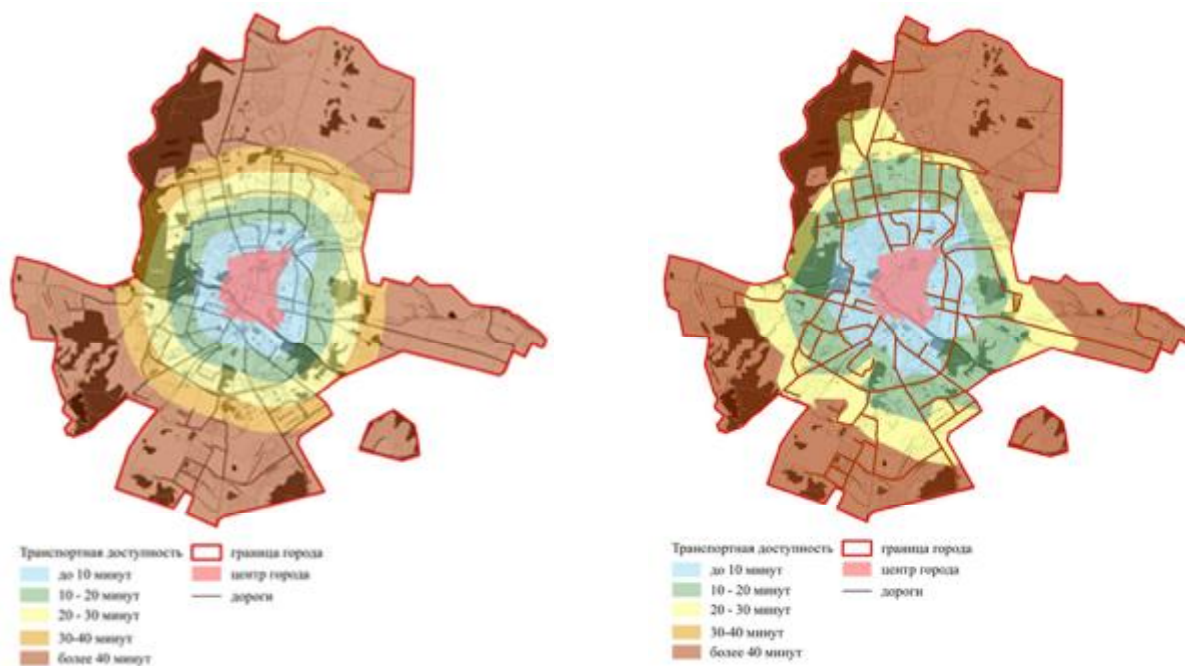 Транспортная доступность
до 10 минут
10 - 20 минут
20 - 30 минут
30-40 минут
более 40 минут
граница города
центр города
дороги
Транспортная доступность
до 10 минут
10 - 20 минут
20 - 30 минут
30-40 минут
более 40 минут
граница города
центр города
дороги